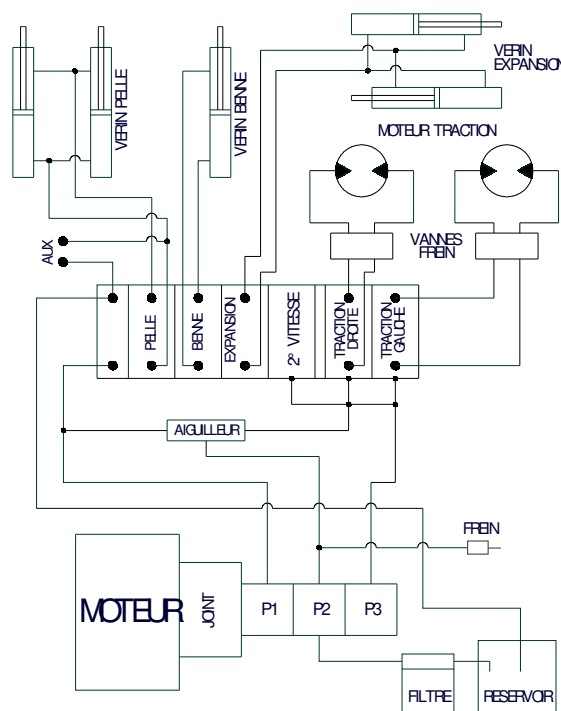 VERIN PELLE
VERIN BENNE
VERIN
EXPANSION
MOTEUR TRACTION
VANNES
FREIN
AUX
PELLE
BENNE
EXPANSION
2° VITESSE
TRACTION
DROITE
TRACTION
GAUCHE
AIGUILLEUR
FREIN
MOTEUR
JOINT
P1
P2
P3
FILTRE
RESERVOIR